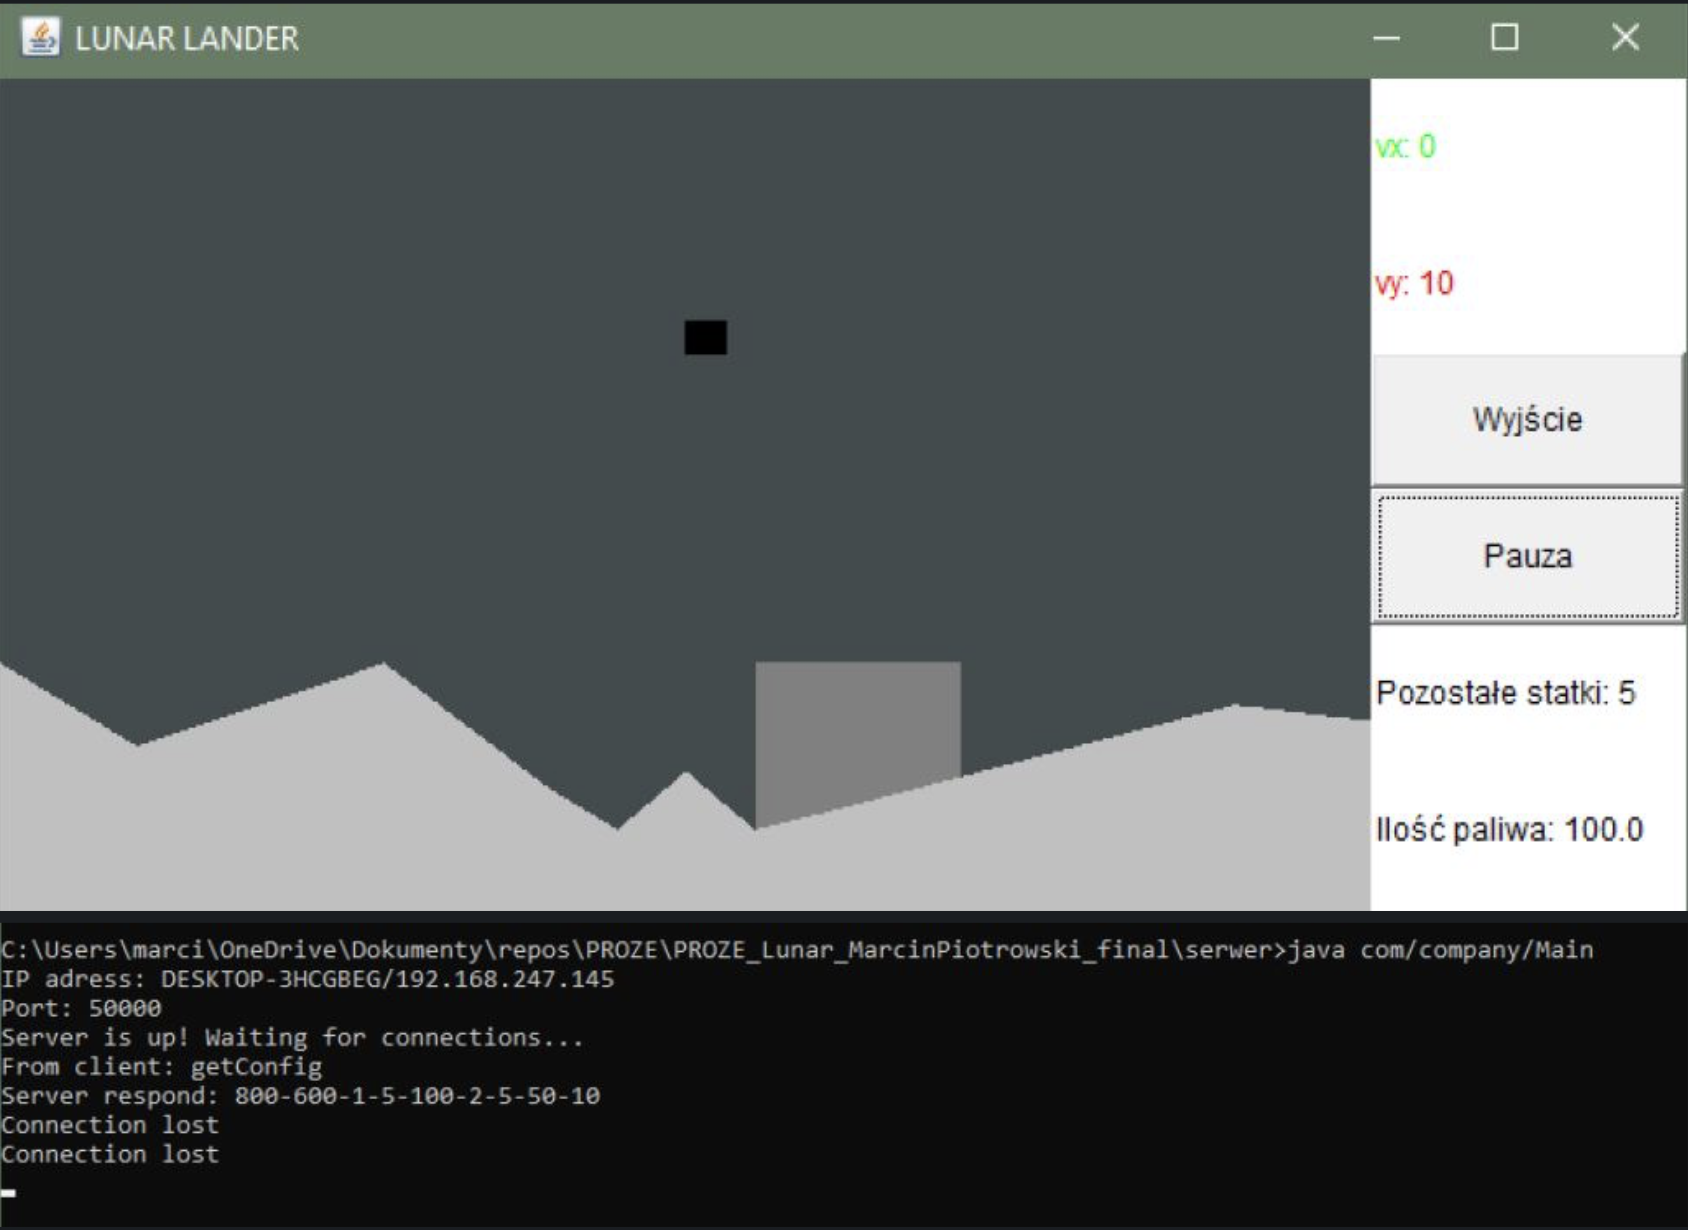 LUNAR LANDER
vx: 0
vy: 10
Wyjście
Pauza
Pozostałe statki: 5
Ilość paliwa: 100.0
C:\Users\marci\OneDrive\Dokumenty\repos\PROZE\PROZE_Lunar_MarcinPiotrowski_final\serwer>java com/company/Main
IP adress: DESKTOP-3HCGBEG/192.168.247.145
Port: 50000
Server is up! Waiting for connections...
From client: getConfig
Server respond: 800-600-1-5-100-2-5-50-10
Connection lost
Connection lost